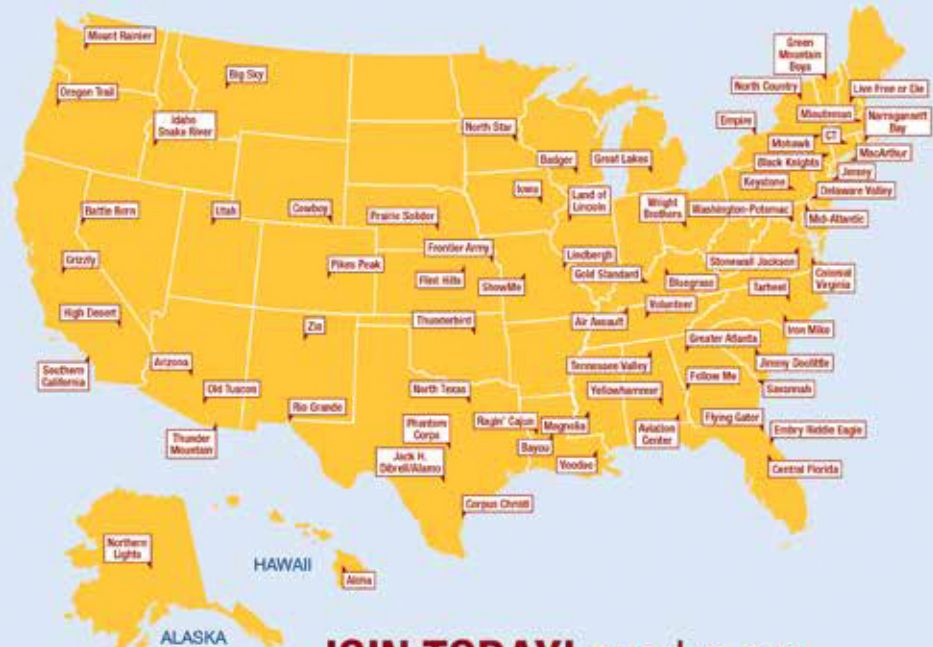 Mount Rainier
Oregon Trail
Idaho
Snake River
Big Sky
North Star
Badger
Great Lakes
Green
Mountain
Boys
North Country
Live Free or Die
Minuteman
Narragansett
Bay
Empire
Mohawk
CT
MacArthur
Black Knights
Jersey
Keystone
Delaware Valley
Battle Born
Utah
Cowboy
Prairie Soldier
Iowa
Land of
Lincoln
Wright
Brothers
Washington-Potomac
Mid-Atlantic
Grizzly
Pikes Peak
Frontier Army
Flint Hills
ShowMe
Lindbergh
Gold Standard
Bluegrass
Stonewall Jackson
Tarheel
Colonial
Virginia
High Desert
Zia
Thunderbird
Air Assault
Volunteer
Iron Mike
Southern
California
Arizona
Old Tuscon
Rio Grande
North Texas
Tennessee Valley
Greater Atlanta
Jimmy Doolittle
Follow Me
Savannah
Yellowhammer
Thunder
Mountain
Phantom
Corps
Ragin' Cajun
Magnolia
Aviation
Center
Flying Gator
Embry Riddle Eagle
Jack H.
Dibrell/Alamo
Bayou
Voodoo
Central Florida
Corpus Christi
Northern
Lights
HAWAII
Aloha
ALASKA
JOIN TODAY!